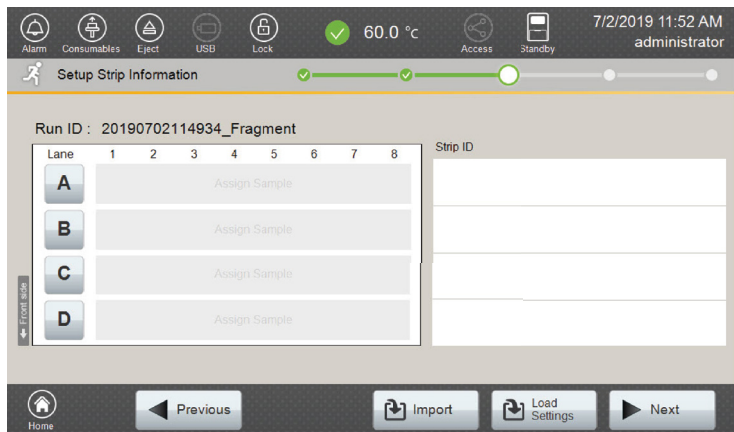 7/2/2019 11:52 AM
60.0 °C
administrator
Alarm Consumables Eject USB Lock Access Standby
Setup Strip Information
Run ID : 20190702114934_Fragment
Strip ID
Lane 1 2 3 4 5 6 7 8
A Assign Sample
B Assign Sample
C Assign Sample
D Assign Sample
Front side
Previous Import Load Settings Next
Home